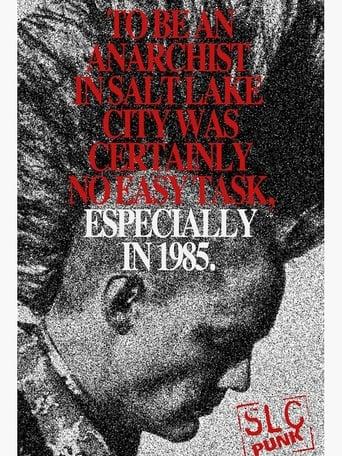 TO BE AN
ANARCHIST
IN SALT LAKE
CITY WAS
CERTAINLY
NO EASY TASK,
ESPECIALLY
IN 1985.
SLC
PUNK